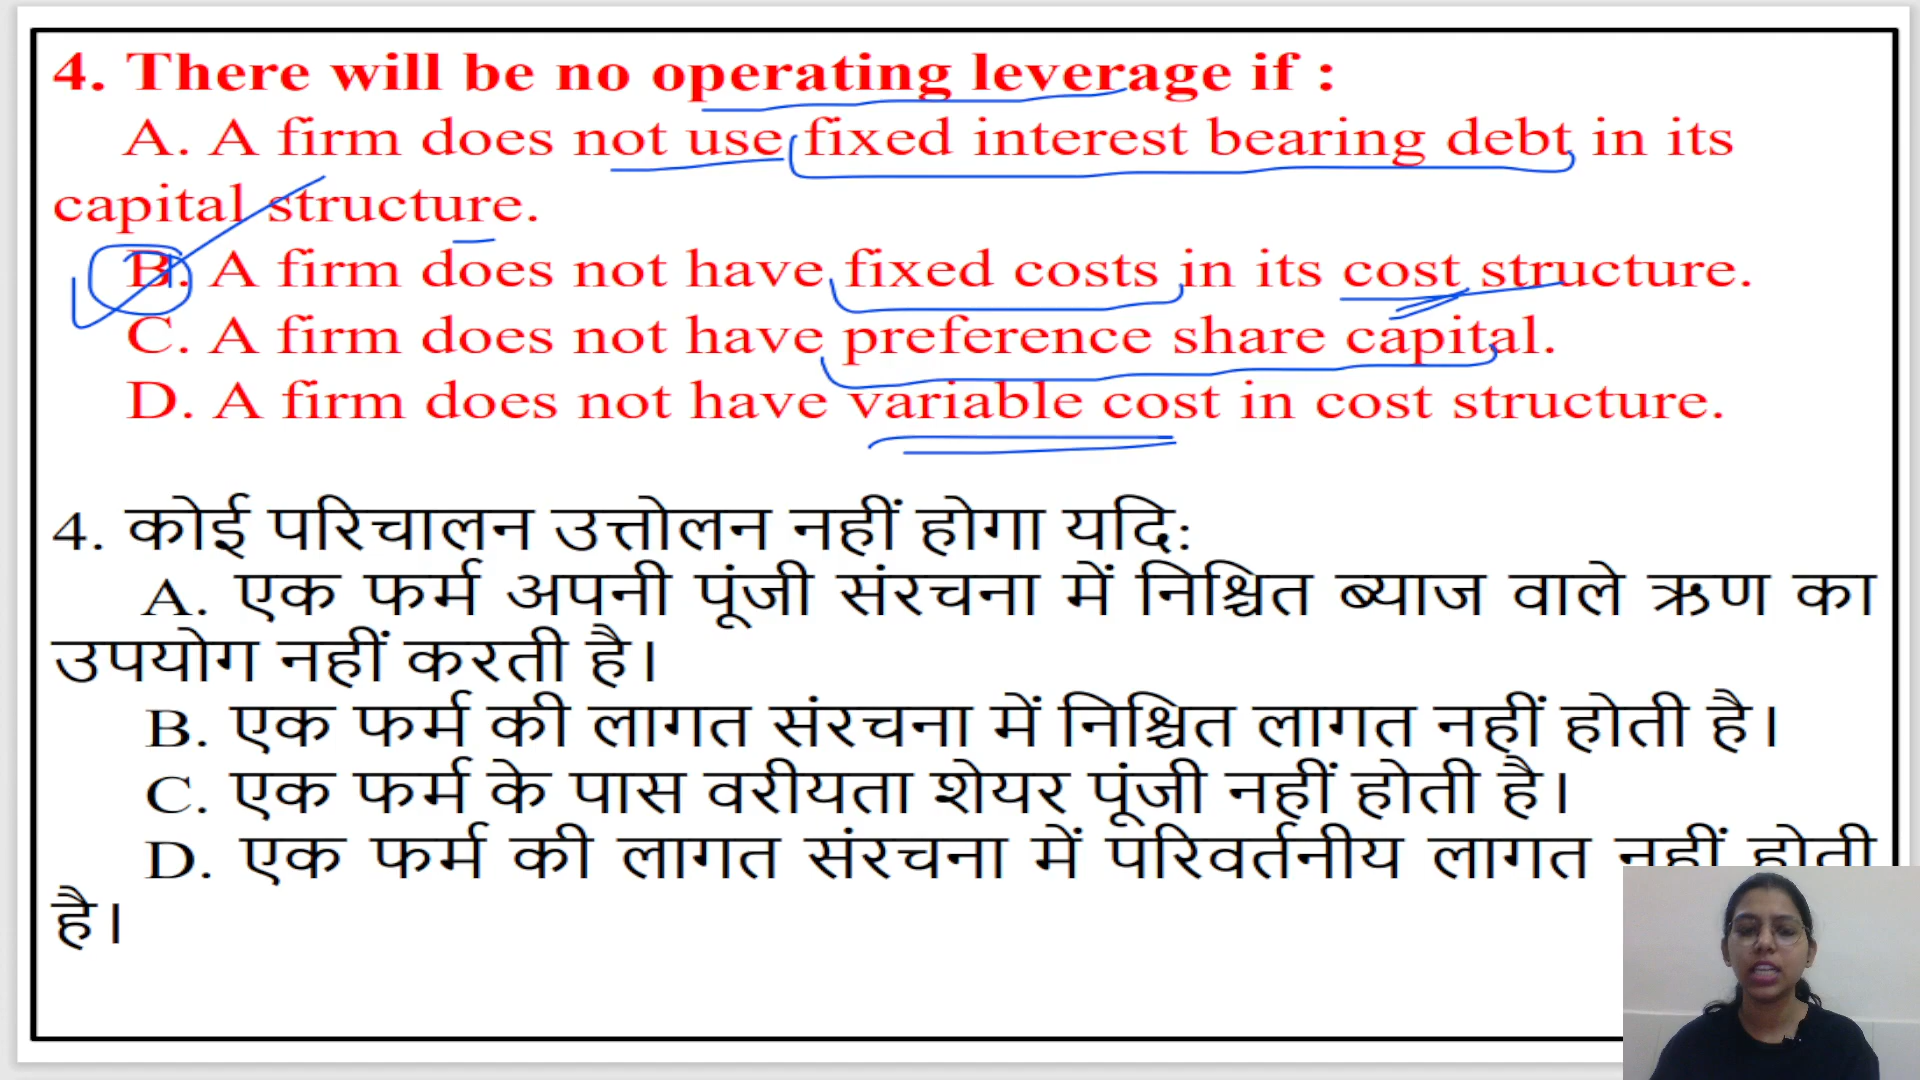 4. There will be no operating leverage if :
A. A firm does not use fixed interest bearing debt in its
capital structure.
B. A firm does not have fixed costs in its cost structure.
C. A firm does not have preference share capital.
D. A firm does not have variable cost in cost structure.
4. कोई परिचालन उत्तोलन नहीं होगा यदि:
A. एक फर्म अपनी पूंजी संरचना में निश्चित ब्याज वाले ऋण का
उपयोग नहीं करती है।
B. एक फर्म की लागत संरचना में निश्चित लागत नहीं होती है।
C. एक फर्म के पास वरीयता शेयर पूंजी नहीं होती है।
D. एक फर्म की लागत संरचना में परिवर्तनीय लागत नहीं होती
है।